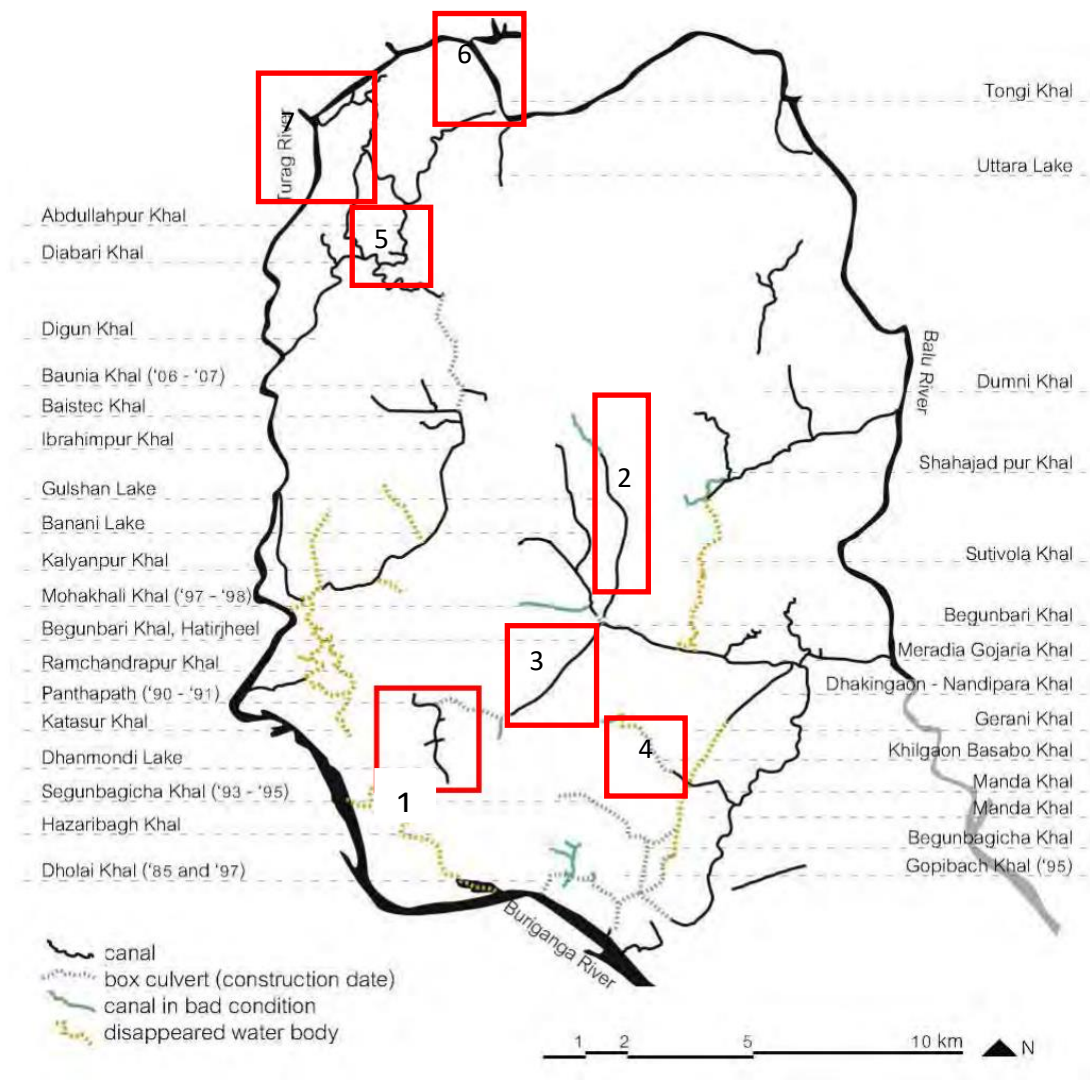 6
7
Turag River
5
2
3
4
1
Tongi Khal
Uttara Lake
Abdullahpur Khal
Diabari Khal
Digun Khal
Baunia Khal ('06 - '07)
Baistec Khal
Ibrahimpur Khal
Gulshan Lake
Banani Lake
Kalyanpur Khal
Mohakhali Khal ('97 - '98)
Begunbari Khal, Hatirjheel
Ramchandrapur Khal
Panthapath ('90 - '91)
Katasur Khal
Dhanmondi Lake
Segunbagicha Khal ('93 - '95)
Hazaribagh Khal
Dholai Khal ('85 and '97)
Balu River
Dumni Khal
Shahajad pur Khal
Sutivola Khal
Begunbari Khal
Meradia Gojaria Khal
Dhakingaon - Nandipara Khal
Gerani Khal
Khilgaon Basabo Khal
Manda Khal
Manda Khal
Begunbagicha Khal
Gopibach Khal ('95)
Buriganga River
canal
box culvert (construction date)
canal in bad condition
disappeared water body
1 2 5 10 km
N